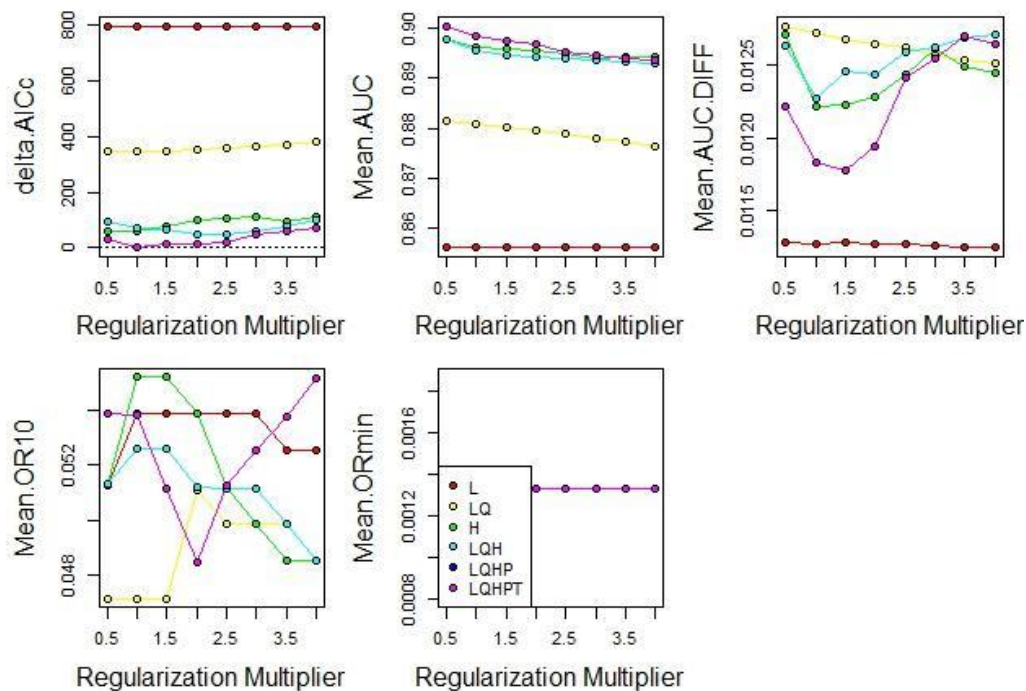 delta.AICc
800
600
400
200
0
0.5 1.5 2.5 3.5
Regularization Multiplier
Mean.AUC
0.90
0.89
0.88
0.87
0.86
0.5 1.5 2.5 3.5
Regularization Multiplier
Mean.AUC.DIFF
0.0125
0.0120
0.0115
0.5 1.5 2.5 3.5
Regularization Multiplier
Mean.OR10
0.052
0.048
0.5 1.5 2.5 3.5
Regularization Multiplier
Mean.ORmin
0.0016
0.0012
0.0008
L
LQ
H
LQH
LQHP
LQHPT
0.5 1.5 2.5 3.5
Regularization Multiplier